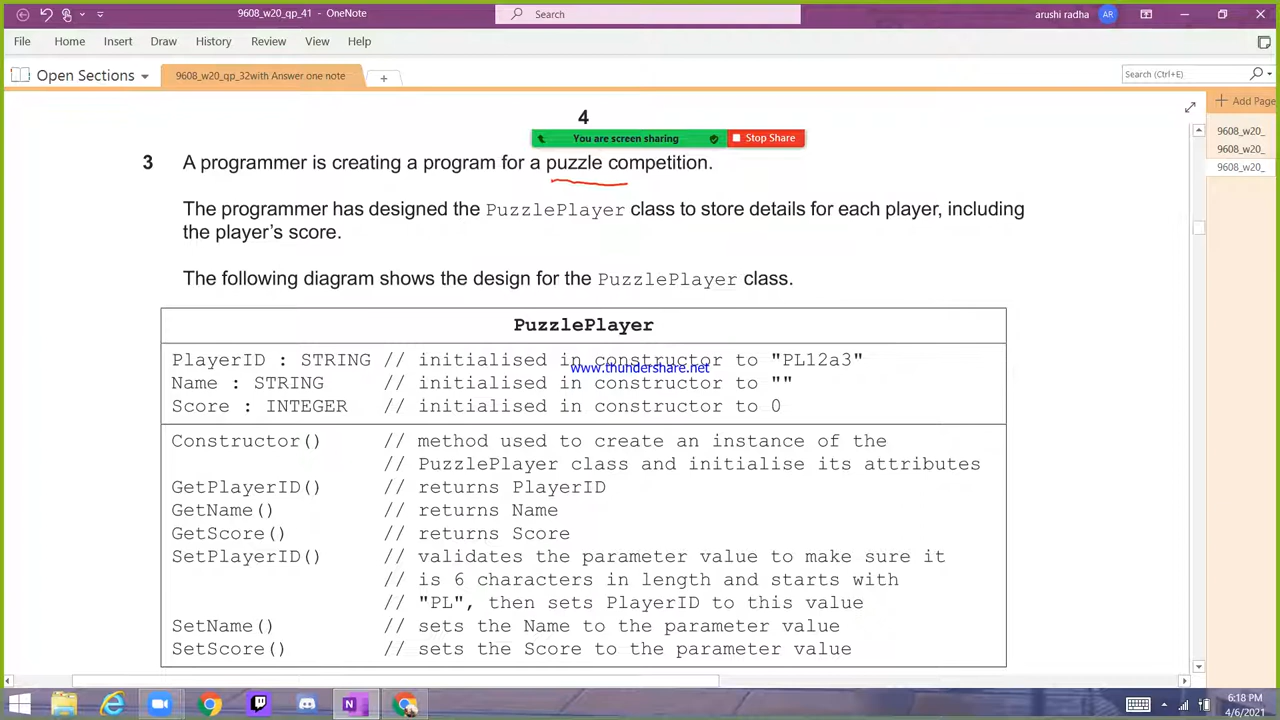 9608_w20_qp_41 - OneNote
Search
arushi radha
AR
File
Home
Insert
Draw
History
Review
View
Help
Open Sections
9608_w20_qp_32with Answer one note
+
Search (Ctrl+E)
Add Page
9608_w20_
9608_w20_
9608_w20_
4
You are screen sharing
Stop Share
3 A programmer is creating a program for a puzzle competition.
The programmer has designed the PuzzlePlayer class to store details for each player, including
the player's score.
The following diagram shows the design for the PuzzlePlayer class.
PuzzlePlayer
PlayerID : STRING // initialised in constructor to "PL12a3"
www.thundershare.net
Name : STRING // initialised in constructor to ""
Score : INTEGER // initialised in constructor to 0
Constructor() // method used to create an instance of the
// PuzzlePlayer class and initialise its attributes
GetPlayerID() // returns PlayerID
GetName() // returns Name
GetScore() // returns Score
SetPlayerID() // validates the parameter value to make sure it
// is 6 characters in length and starts with
// "PL", then sets PlayerID to this value
SetName() // sets the Name to the parameter value
SetScore() // sets the Score to the parameter value
6:18 PM
4/6/2021